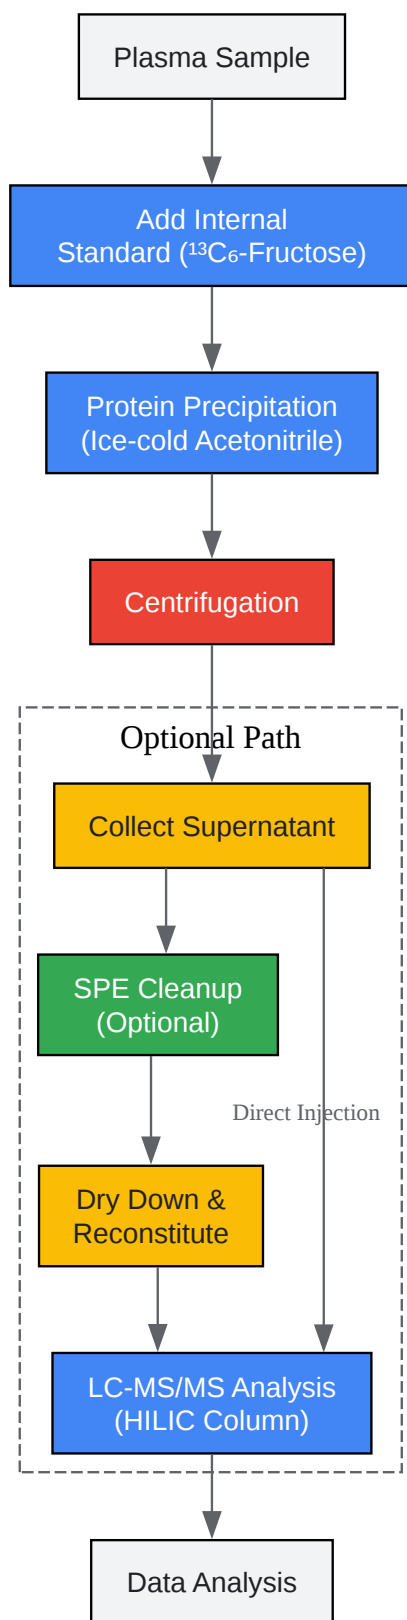 Plasma Sample
Add Internal
Standard (¹³C₆-Fructose)
Protein Precipitation
(Ice-cold Acetonitrile)
Centrifugation
Optional Path
Collect Supernatant
SPE Cleanup
(Optional)
Direct Injection
Dry Down &
Reconstitute
LC-MS/MS Analysis
(HILIC Column)
Data Analysis